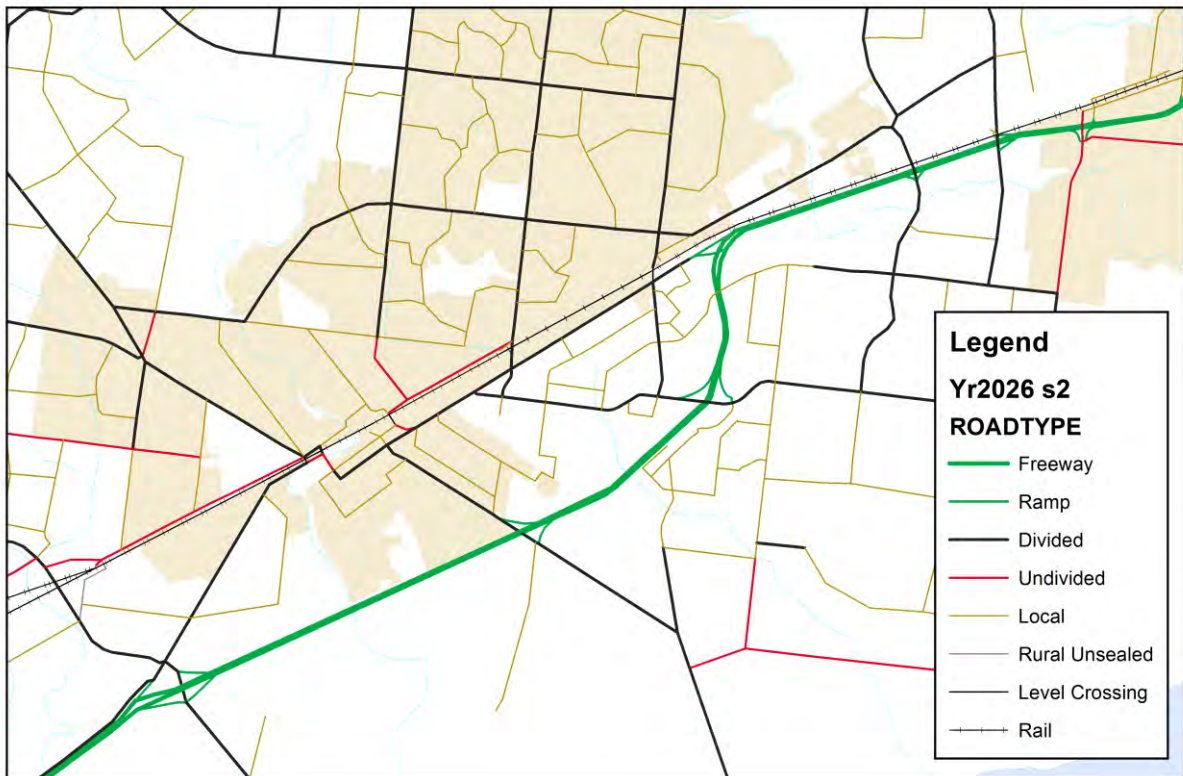 Legend
Yr2026 s2
ROADTYPE
Freeway
Ramp
Divided
Undivided
Local
Rural Unsealed
Level Crossing
Rail